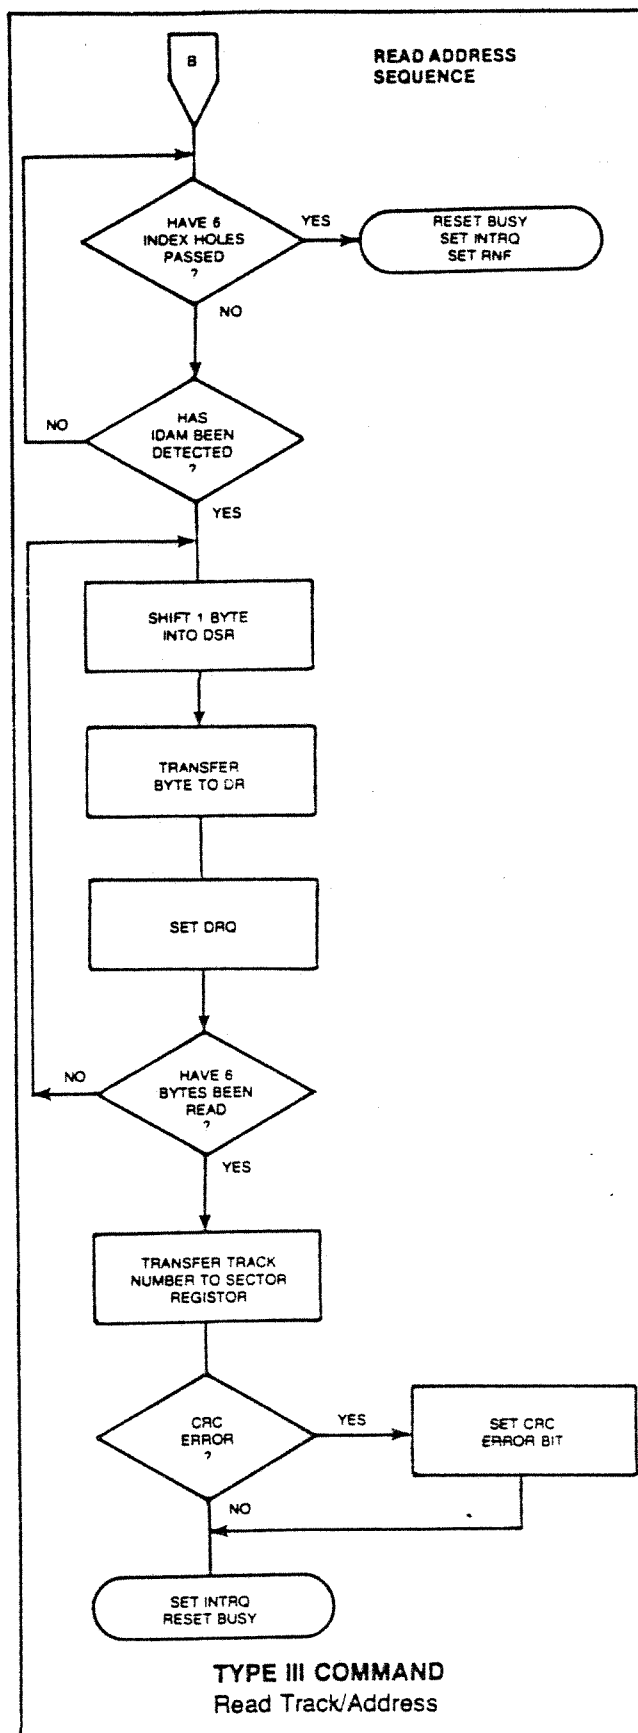 B
READ ADDRESS
SEQUENCE
HAVE 6
INDEX HOLES
PASSED
?
YES
RESET BUSY
SET INTRQ
SET RNF
NO
NO
HAS
IDAM BEEN
DETECTED
?
YES
SHIFT 1 BYTE
INTO DSR
TRANSFER
BYTE TO DR
SET DRQ
NO
HAVE 6
BYTES BEEN
READ
?
YES
TRANSFER TRACK
NUMBER TO SECTOR
REGISTOR
CRC
ERROR
?
YES
SET CRC
ERROR BIT
NO
SET INTRQ
RESET BUSY
TYPE III COMMAND
Read Track/Address